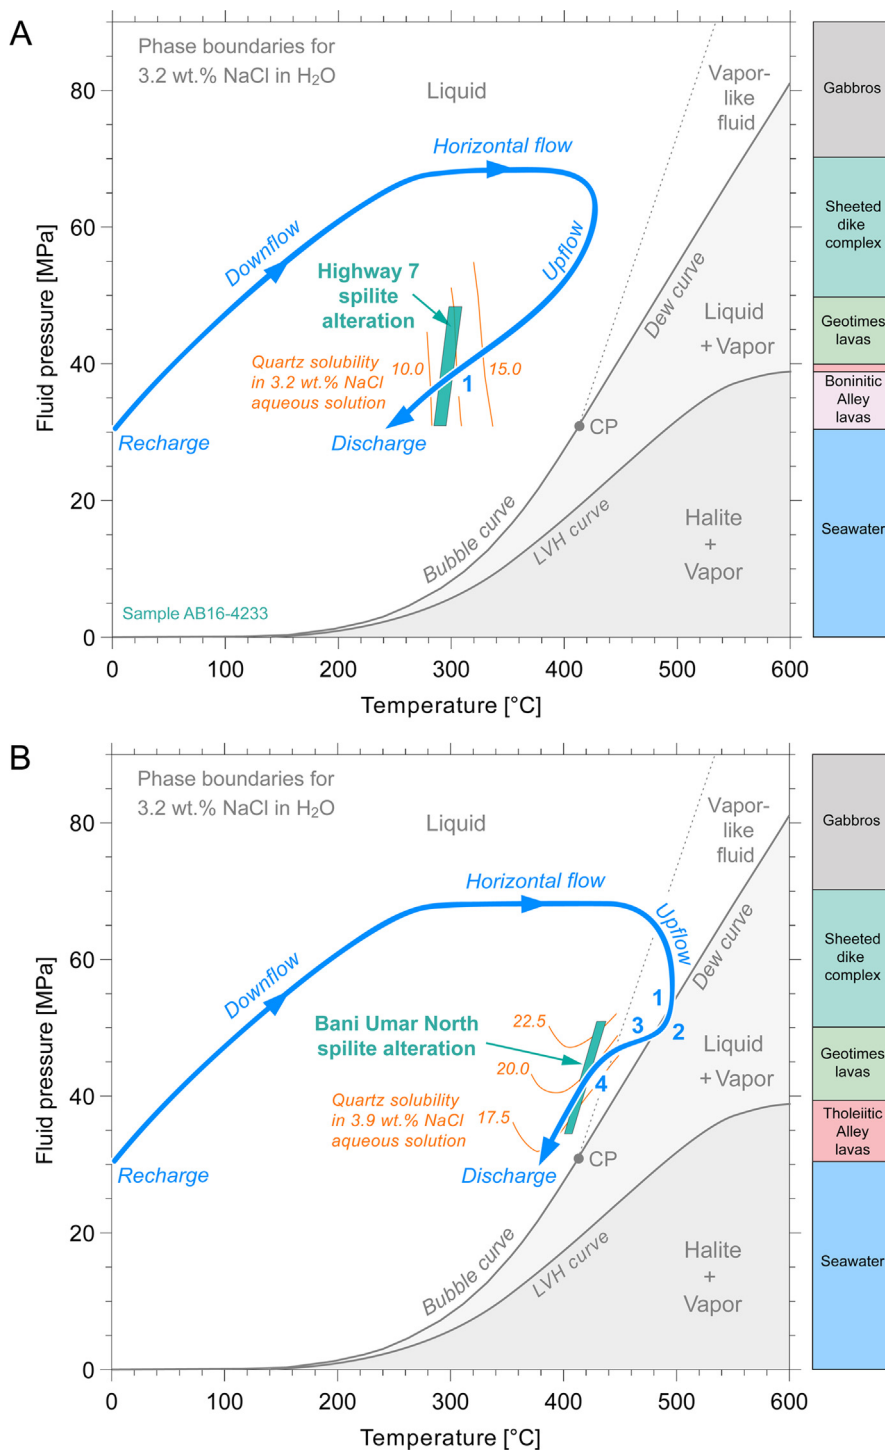 A
Phase boundaries for
3.2 wt.% NaCl in H₂O
Liquid
Vapor-
like
fluid
Horizontal flow
Downflow
Upflow
Highway 7
spilite
alteration
Quartz solubility
in 3.2 wt.% NaCl
aqueous solution
10.0
15.0
1
Recharge
Discharge
Dew curve
Liquid
+ Vapor
CP
Bubble curve
LVH curve
Halite
+
Vapor
Sample AB16-4233
80
60
40
20
0
Fluid pressure [MPa]
0 100 200 300 400 500 600
Temperature [°C]
Gabbros
Sheeted
dike
complex
Geotimes
lavas
Boninitic
Alley
lavas
Seawater
B
Phase boundaries for
3.2 wt.% NaCl in H₂O
Liquid
Vapor-
like
fluid
Horizontal flow
Downflow
Upflow
Bani Umar North
spilite alteration
22.5
20.0
17.5
Quartz solubility
in 3.9 wt.% NaCl
aqueous solution
1
2
3
4
Recharge
Discharge
Dew curve
Liquid
+ Vapor
CP
Bubble curve
LVH curve
Halite
+
Vapor
80
60
40
20
0
Fluid pressure [MPa]
0 100 200 300 400 500 600
Temperature [°C]
Gabbros
Sheeted
dike
complex
Geotimes
lavas
Tholeiitic
Alley
lavas
Seawater